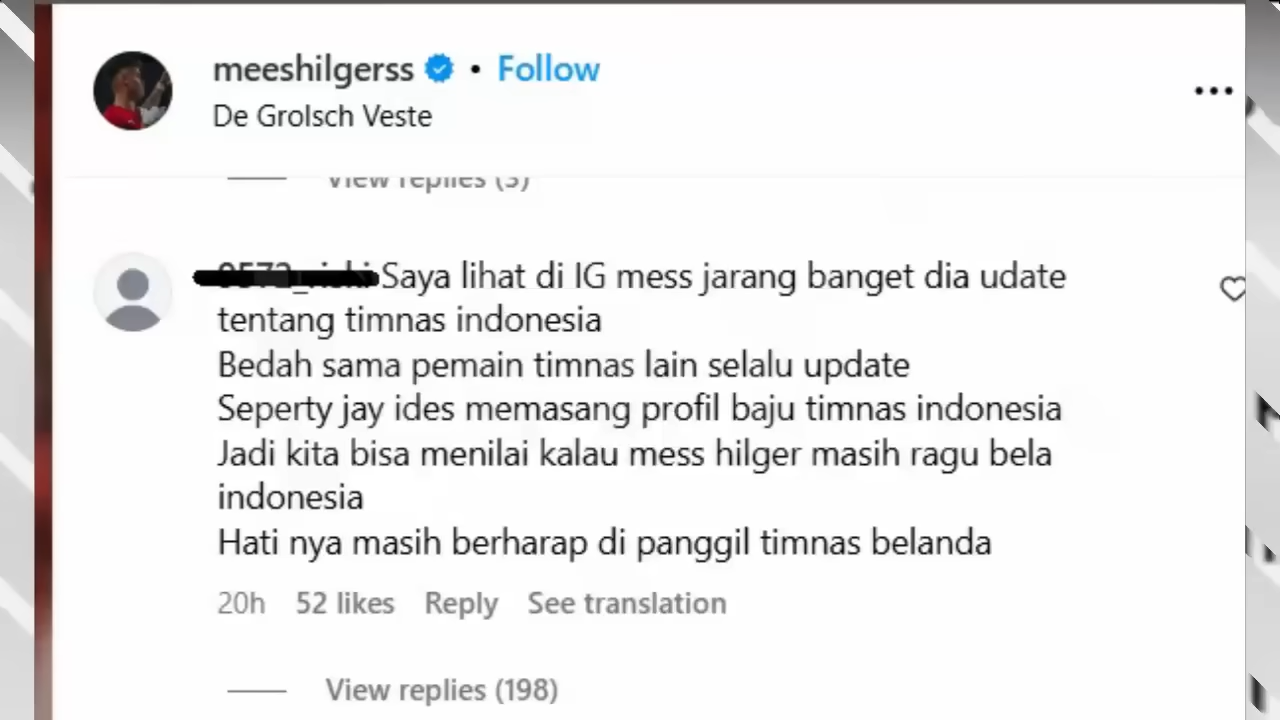 meeshilgerss • Follow
De Grolsch Veste
View replies (3)
Saya lihat di IG mess jarang banget dia udate
tentang timnas indonesia
Bedah sama pemain timnas lain selalu update
Seperty jay ides memasang profil baju timnas indonesia
Jadi kita bisa menilai kalau mess hilger masih ragu bela
indonesia
Hati nya masih berharap di panggil timnas belanda
20h 52 likes Reply See translation
View replies (198)